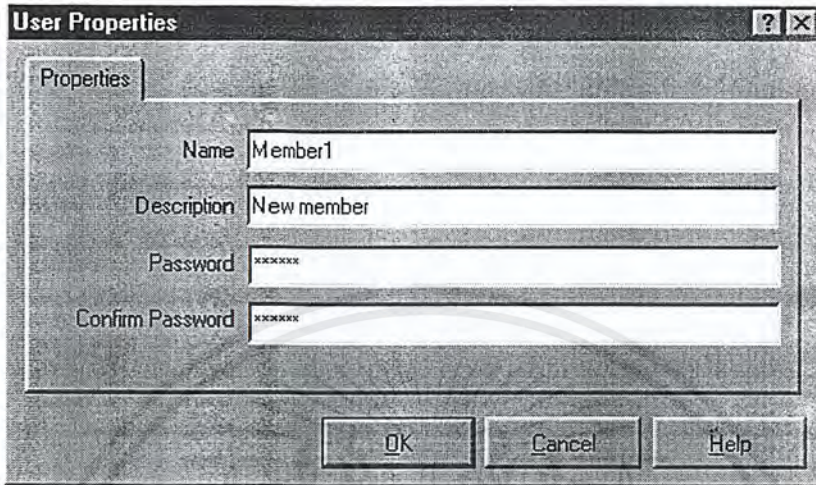 User Properties
Properties
Name Member1
Description New member
Password ××××××
Confirm Password ××××××
OK Cancel Help